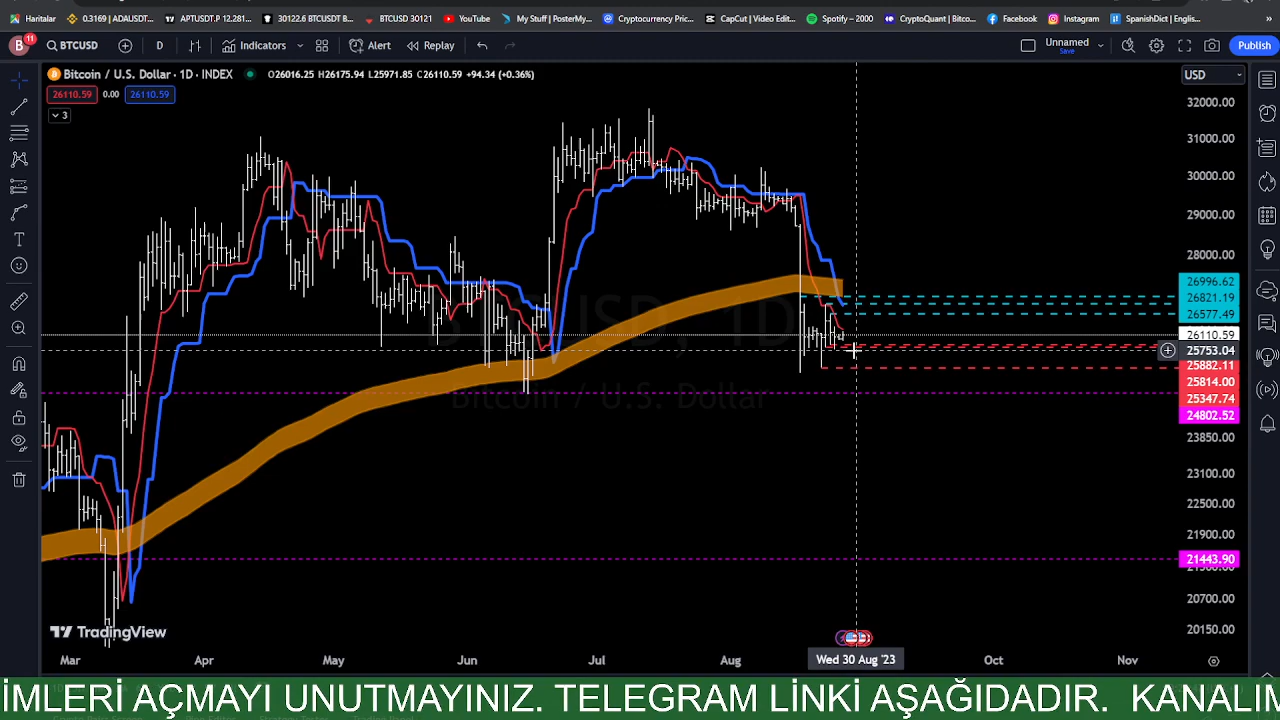 Haritalar
0.3169 | ADAUSDT...
APTUSDT.P 12.281...
30122.6 BTCUSDT B...
BTCUSD 30121
YouTube
My Stuff | PosterMy...
Cryptocurrency Pric...
CapCut | Video Edit...
Spotify – 2000
CryptoQuant | Bitco...
Facebook
Instagram
SpanishDict | Englis...
»
B
11
BTCUSD
D
Indicators
Alert
Replay
Unnamed
Save
Publish
Bitcoin / U.S. Dollar · 1D · INDEX
O26016.25 H26175.94 L25971.85 C26110.59 +94.34 (+0.36%)
26110.59
0.00
26110.59
3
USD
32000.00
31000.00
30000.00
29000.00
28000.00
26996.62
26821.19
26577.49
26110.59
25753.04
25882.11
25814.00
25347.74
24802.52
23850.00
23100.00
22500.00
21900.00
21443.90
20700.00
20150.00
Bitcoin / U.S. Dollar
TradingView
Mar
Apr
May
Jun
Jul
Aug
Wed 30 Aug '23
Oct
Nov
İMLERİ AÇMAYI UNUTMAYINIZ. TELEGRAM LİNKİ AŞAĞIDADIR. KANALIM